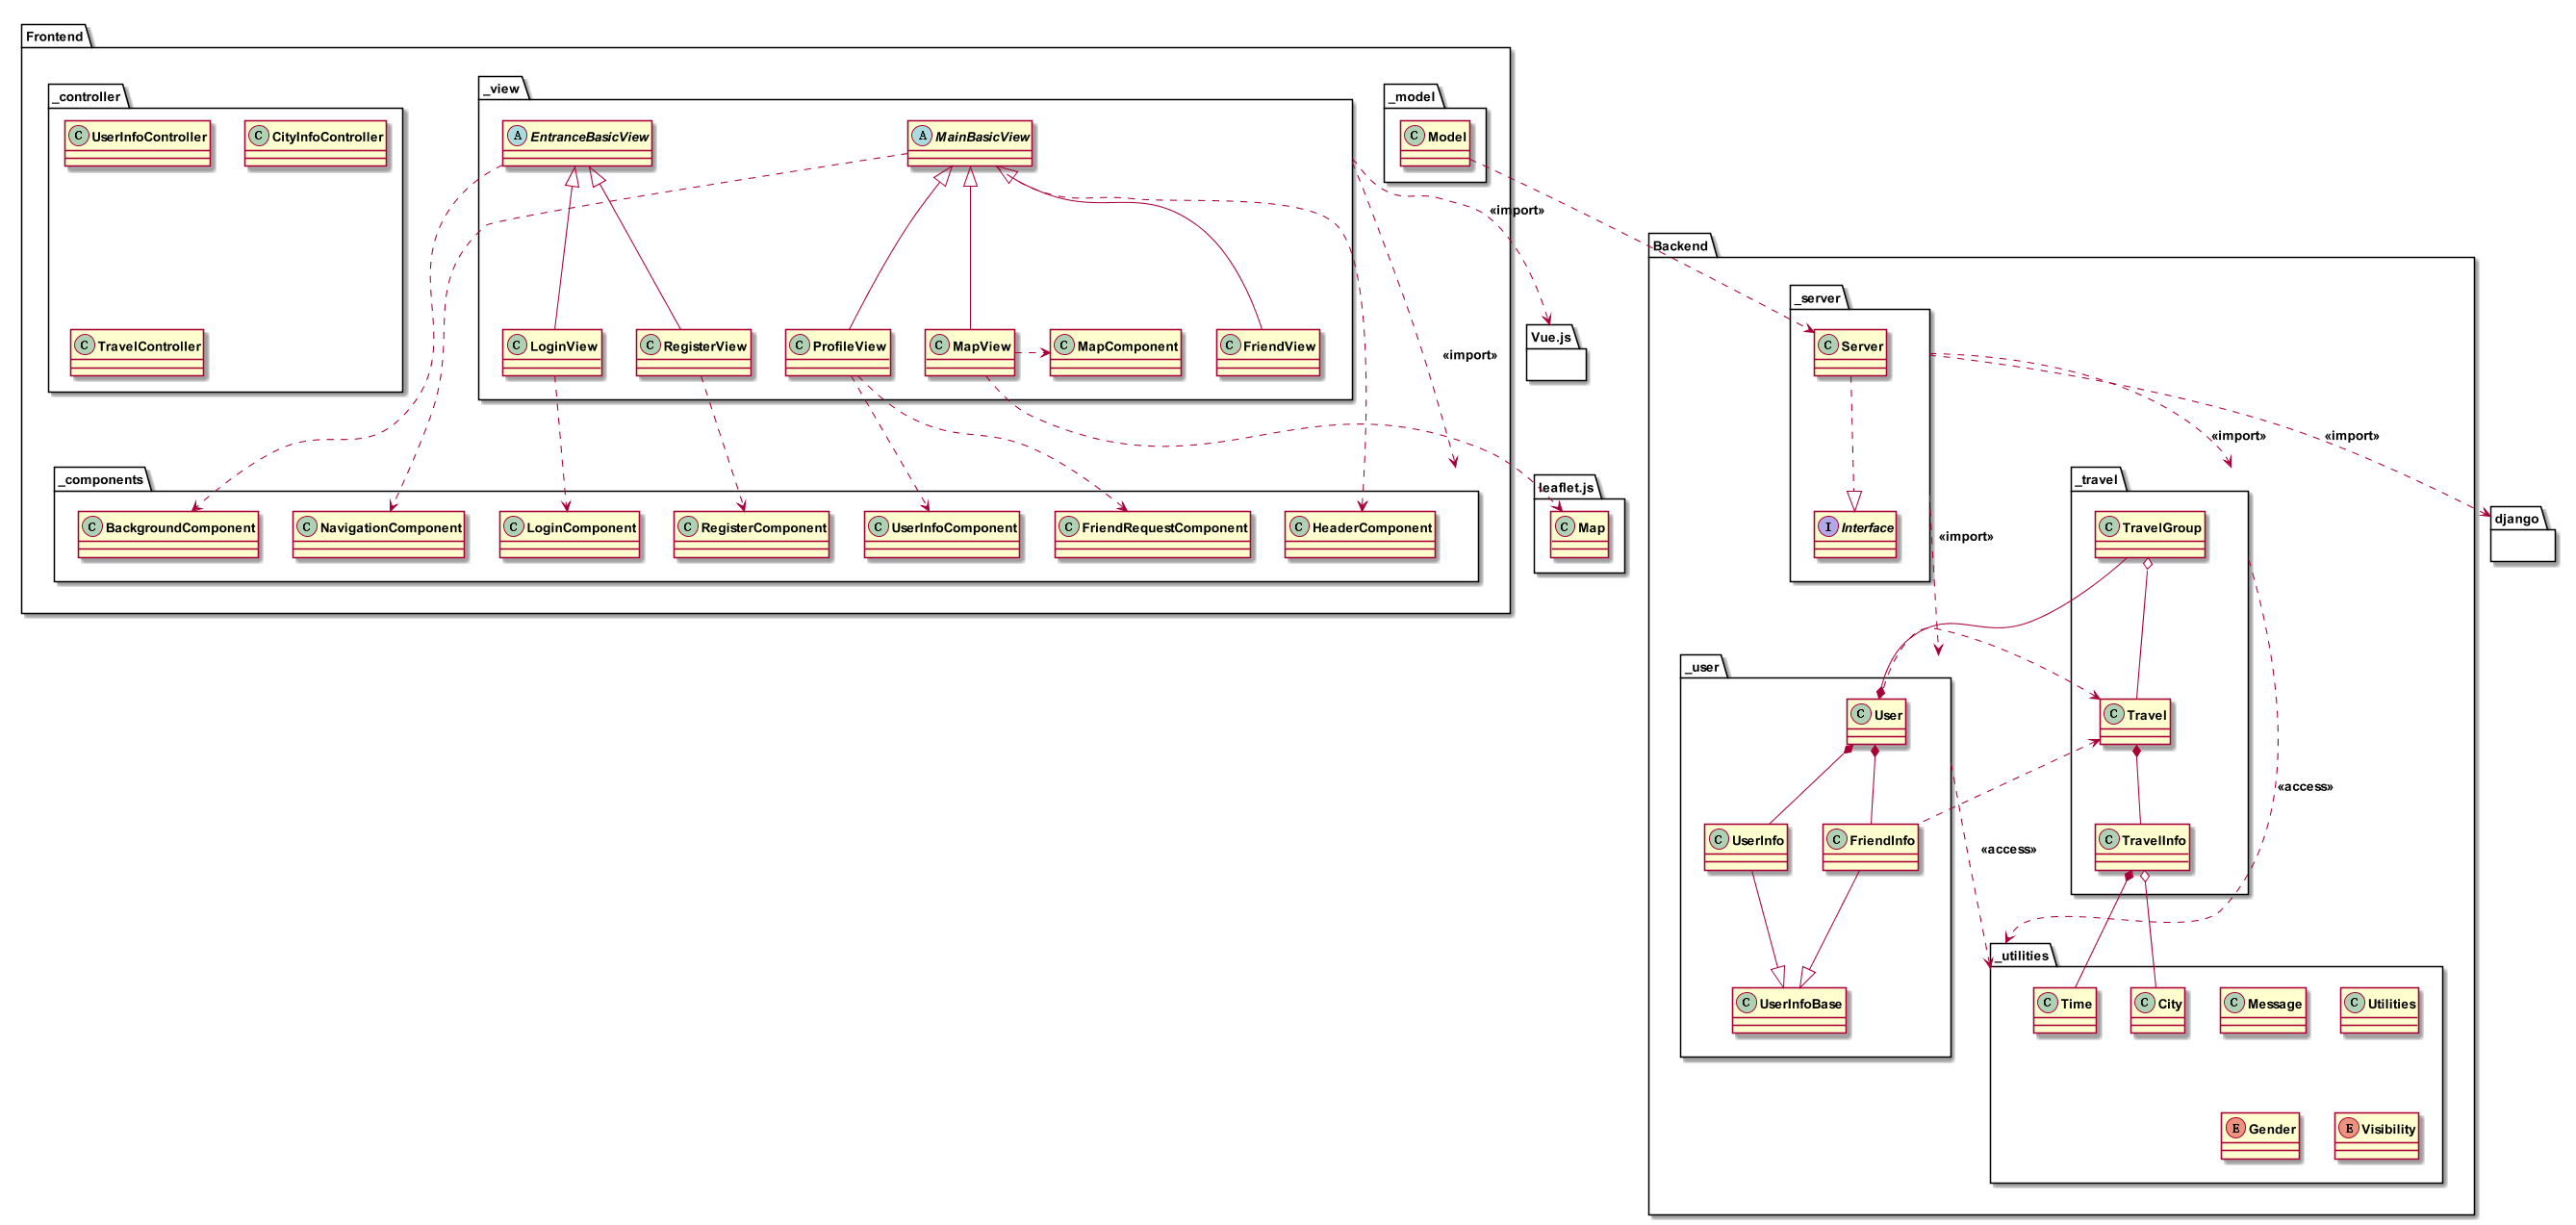 Frontend
_controller
C UserInfoController
C CityInfoController
C TravelController
_view
A EntranceBasicView
A MainBasicView
C LoginView
C RegisterView
C ProfileView
C MapView
C MapComponent
C FriendView
_model
C Model
«import»
«import»
Vue.js
_components
C BackgroundComponent
C NavigationComponent
C LoginComponent
C RegisterComponent
C UserInfoComponent
C FriendRequestComponent
C HeaderComponent
leaflet.js
C Map
Backend
_server
C Server
I Interface
«import»
«import»
«import»
django
_travel
C TravelGroup
C Travel
C TravelInfo
_user
C User
C UserInfo
C FriendInfo
C UserInfoBase
«access»
«access»
_utilities
C Time
C City
C Message
C Utilities
E Gender
E Visibility